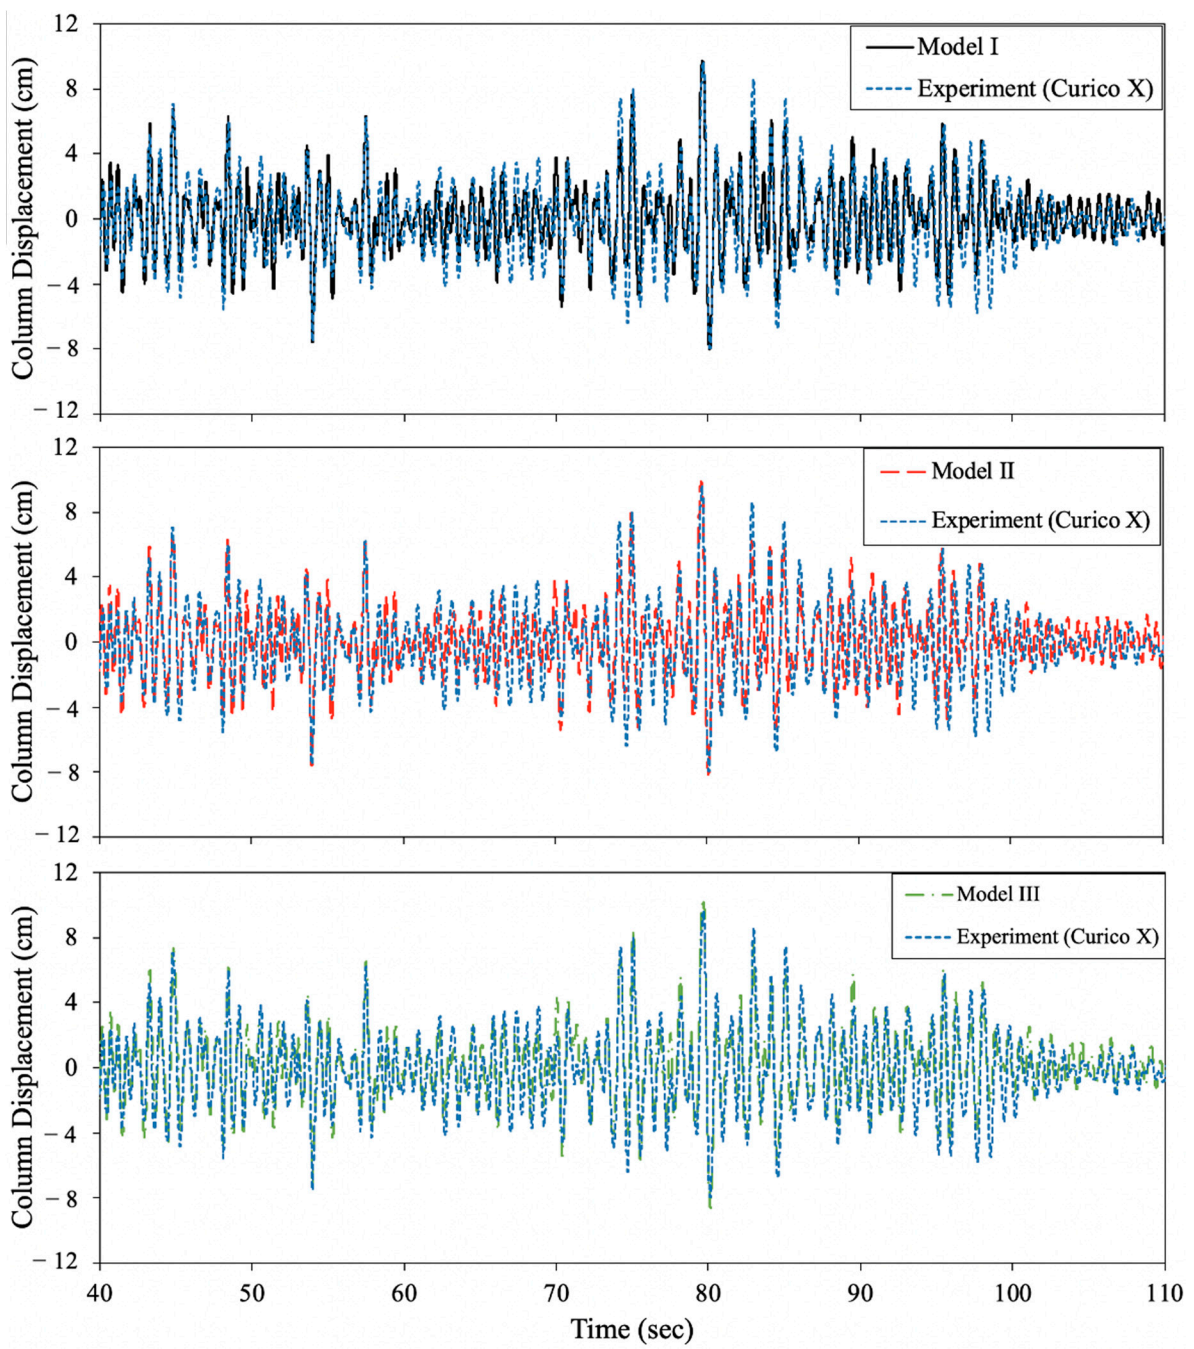 12
8
4
0
− 4
− 8
− 12
Column Displacement (cm)
Model I
Experiment (Curico X)
12
8
4
0
− 4
− 8
− 12
Column Displacement (cm)
Model II
Experiment (Curico X)
12
8
4
0
− 4
− 8
− 12
Column Displacement (cm)
Model III
Experiment (Curico X)
40 50 60 70 80 90 100 110
Time (sec)